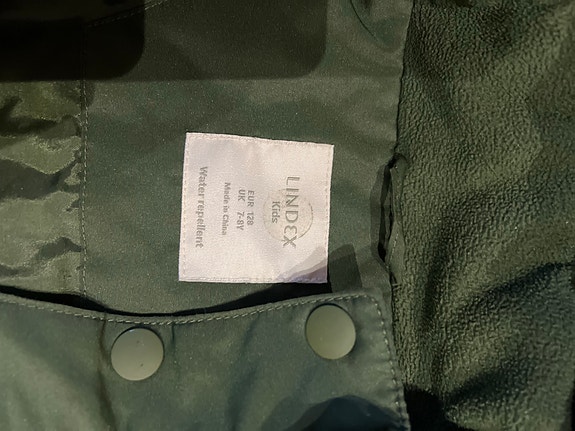 LINDEX
Kids
EUR 128
UK 7-8Y
Made in China
Water repellent